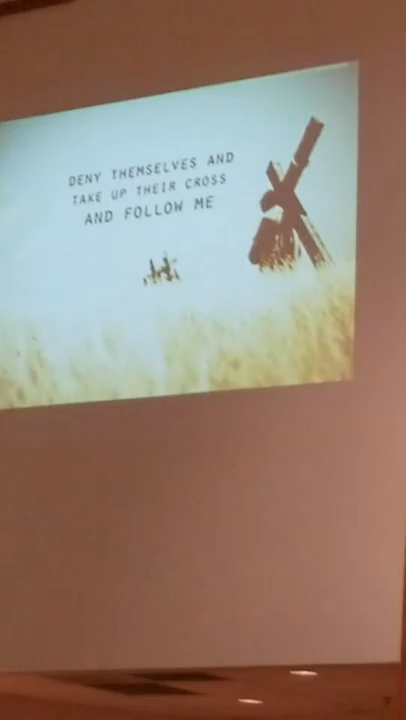 DENY THEMSELVES AND
TAKE UP THEIR CROSS
AND FOLLOW ME